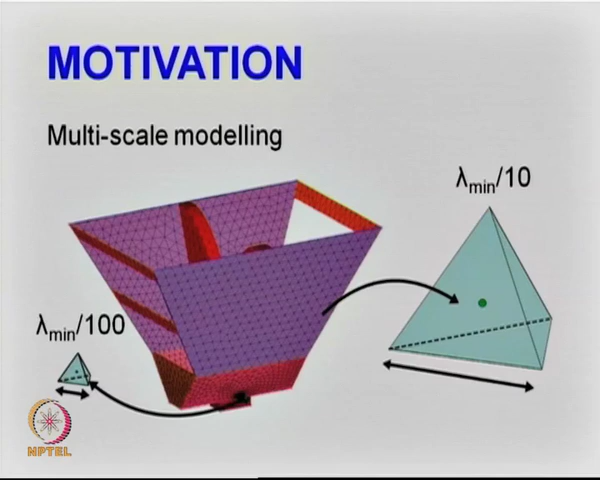 MOTIVATION
Multi-scale modelling
λmin/10
λmin/100
NPTEL